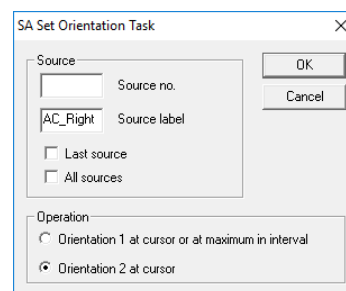 SA Set Orientation Task
Source
OK
Source no.
Cancel
AC_Right Source label
Last source
All sources
Operation
Orientation 1 at cursor or at maximum in interval
Orientation 2 at cursor